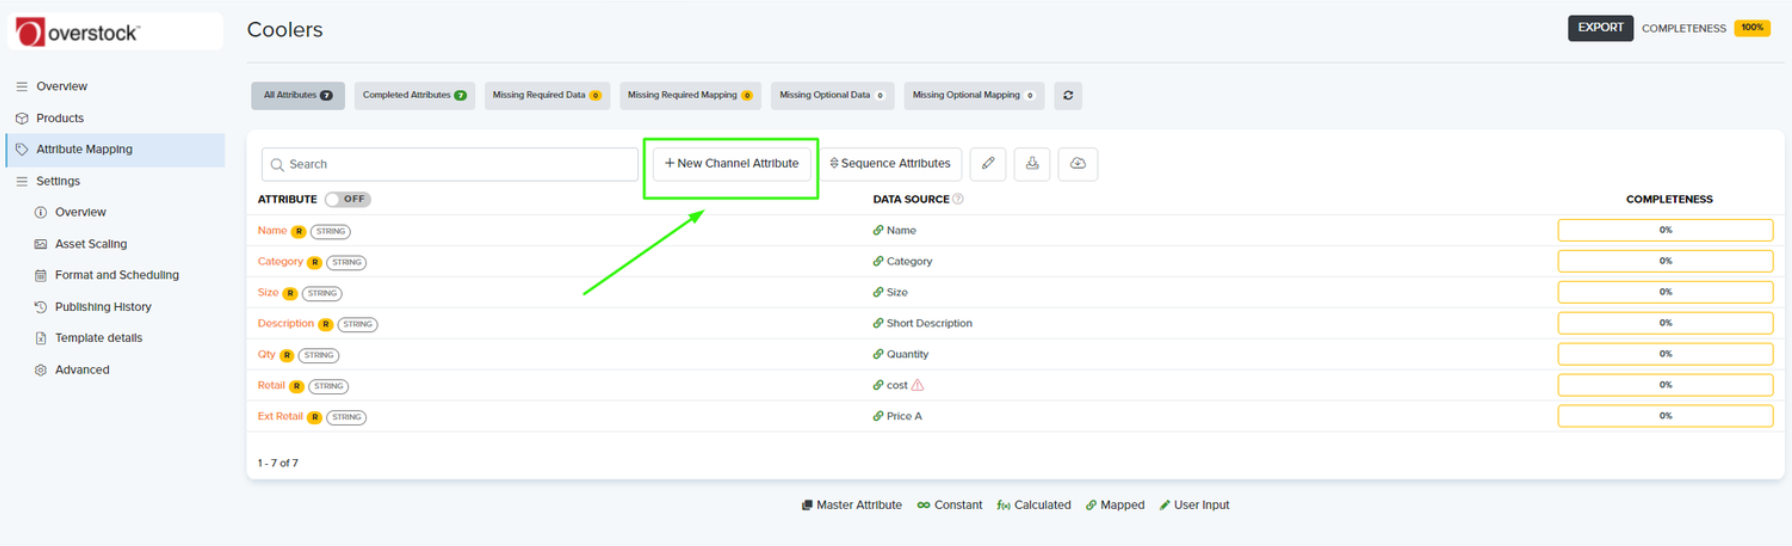 overstock™
Coolers
EXPORT COMPLETENESS 100%
Overview
Products
Attribute Mapping
Settings
Overview
Asset Scaling
Format and Scheduling
Publishing History
Template details
Advanced
All Attributes 7 Completed Attributes 7 Missing Required Data 0 Missing Required Mapping 0 Missing Optional Data 0 Missing Optional Mapping 0
Search + New Channel Attribute Sequence Attributes
ATTRIBUTE OFF DATA SOURCE ? COMPLETENESS
Name R STRING Name 0%
Category R STRING Category 0%
Size R STRING Size 0%
Description R STRING Short Description 0%
Qty R STRING Quantity 0%
Retail R STRING cost 0%
Ext Retail R STRING Price A 0%
1 - 7 of 7
Master Attribute Constant f(x) Calculated Mapped User Input